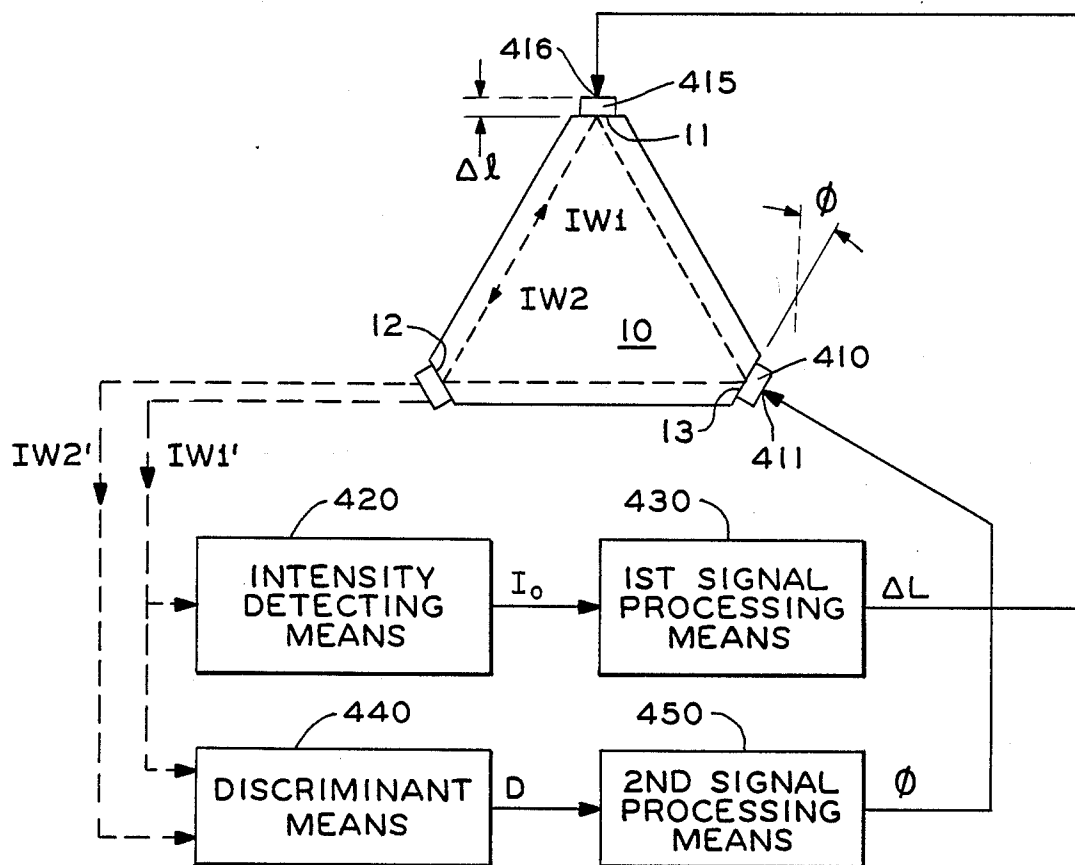 416
415
11
Δℓ
ϕ
IW1
IW2
12
10
410
13
411
IW2'
IW1'
420
430
INTENSITY
DETECTING
MEANS
I₀
1ST SIGNAL
PROCESSING
MEANS
ΔL
440
450
DISCRIMINANT
MEANS
D
2ND SIGNAL
PROCESSING
MEANS
ϕ